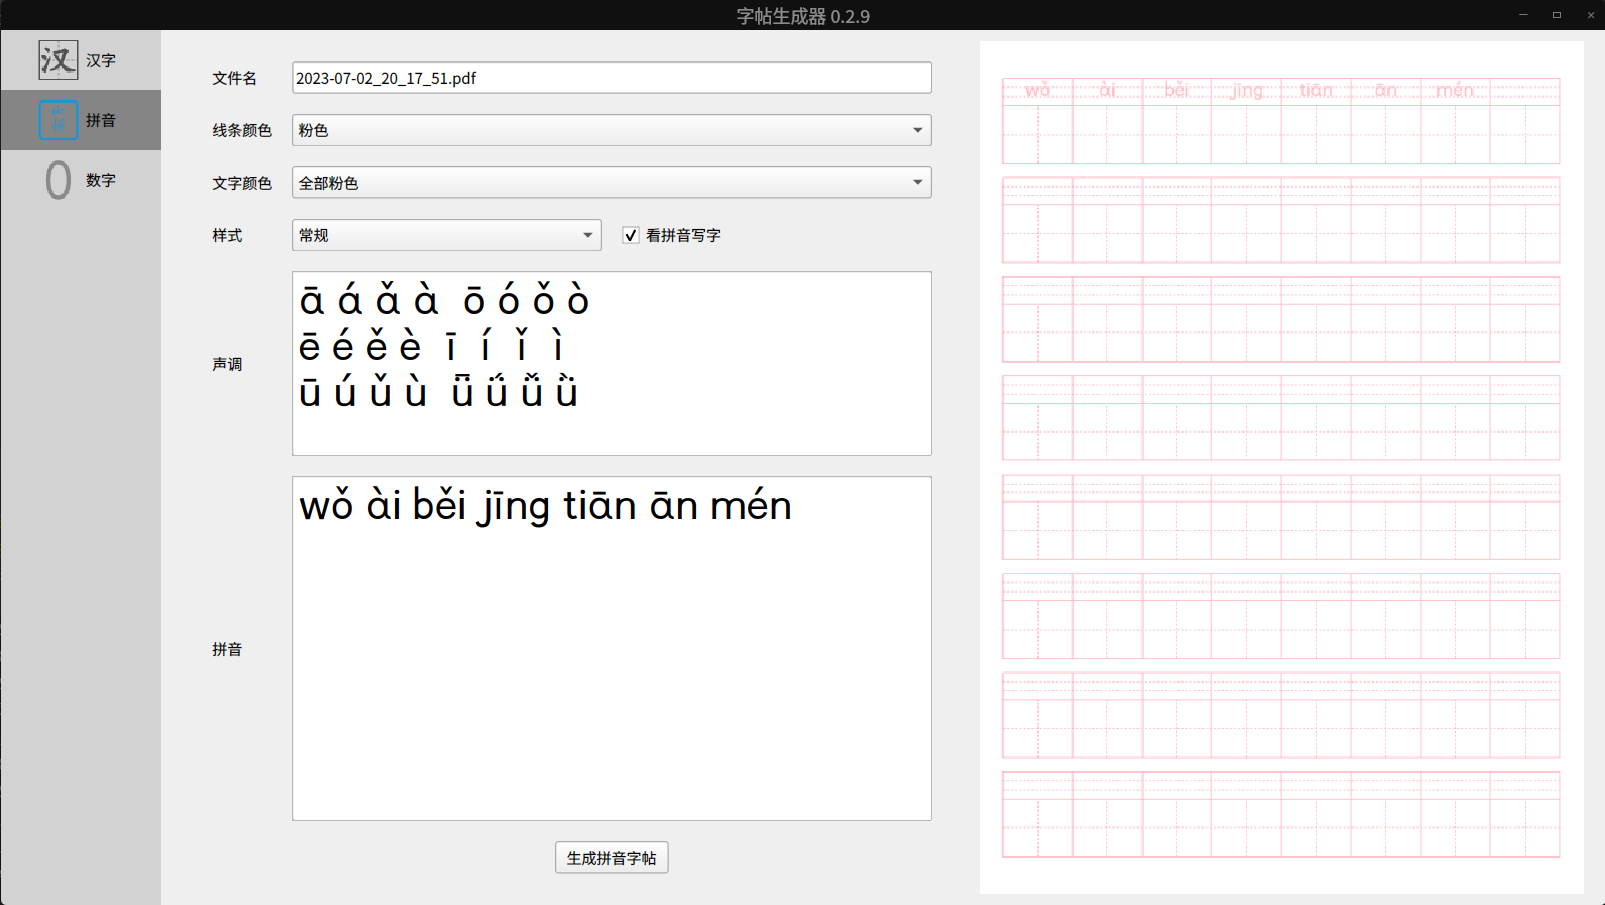 字帖生成器 0.2.9
汉 汉字
拼音
0 数字
文件名 2023-07-02_20_17_51.pdf
线条颜色 粉色
文字颜色 全部粉色
样式 常规 看拼音写字
声调
ā á ǎ à ō ó ǒ ò
ē é ě è ī í ǐ ì
ū ú ǔ ù ǖ ǘ ǚ ǜ
拼音
wǒ ài běi jīng tiān ān mén
生成拼音字帖
wǒ ài běi jīng tiān ān mén